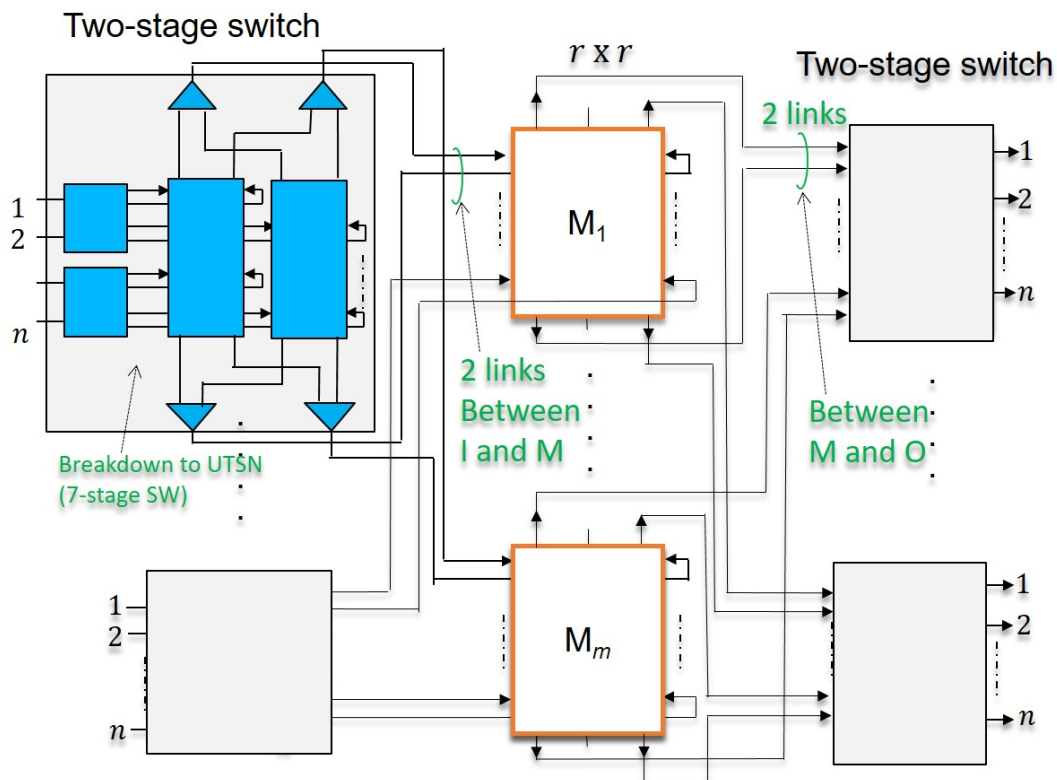 Two-stage switch
r x r
Two-stage switch
2 links
1
2
n
M1
1
2
n
2 links
Between
I and M
Between
M and O
Breakdown to UTSN
(7-stage SW)
1
2
n
Mm
1
2
n